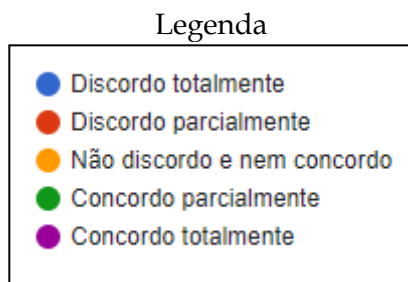 Legenda
Discordo totalmente
Discordo parcialmente
Não discordo e nem concordo
Concordo parcialmente
Concordo totalmente